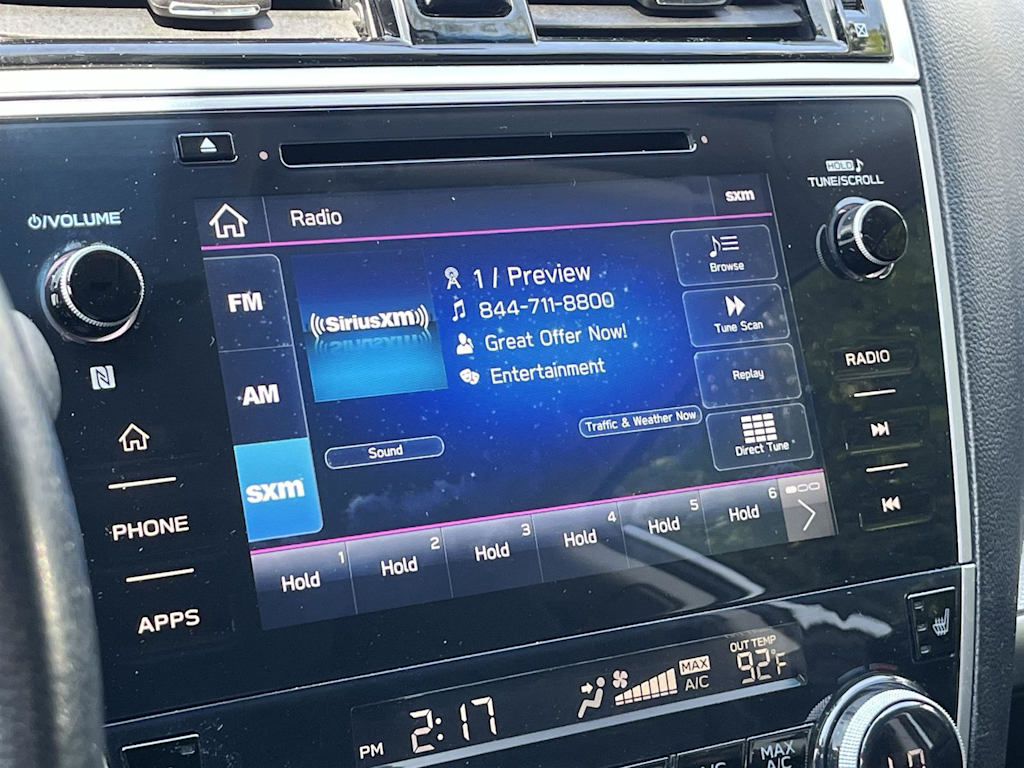 HOLD♪
TUNE/SCROLL
⏻/VOLUME
Radio
sxm
FM
AM
sxm
((SiriusXM))
1 / Preview
844-711-8800
Great Offer Now!
Entertainment
Browse
Tune Scan
Replay
Direct Tune
Traffic & Weather Now
Sound
1
Hold
2
Hold
3
Hold
4
Hold
5
Hold
6
Hold
RADIO
PHONE
APPS
PM 2:17
MAX
A/C
OUT TEMP
92°F
MAX
A/C